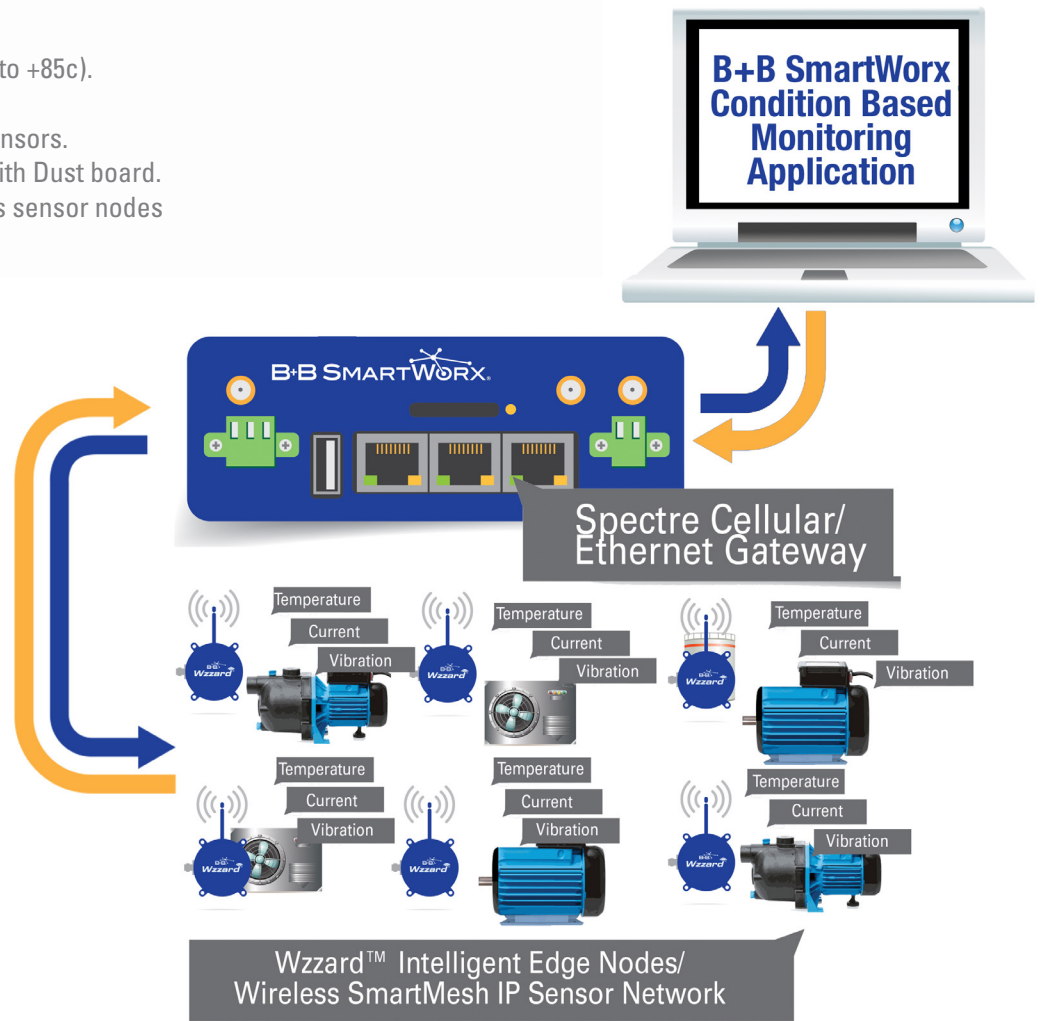 to +85c).
nsors.
ith Dust board.
s sensor nodes
B+B SmartWorx
Condition Based
Monitoring
Application
B+B SMARTWORX.
Spectre Cellular/
Ethernet Gateway
Temperature
Current
Vibration
B+B
Wzzard
Temperature
Current
Vibration
B+B
Wzzard
Temperature
Current
Vibration
B+B
Wzzard
Temperature
Current
Vibration
B+B
Wzzard
Temperature
Current
Vibration
B+B
Wzzard
Temperature
Current
Vibration
B+B
Wzzard
Wzzard™ Intelligent Edge Nodes/
Wireless SmartMesh IP Sensor Network